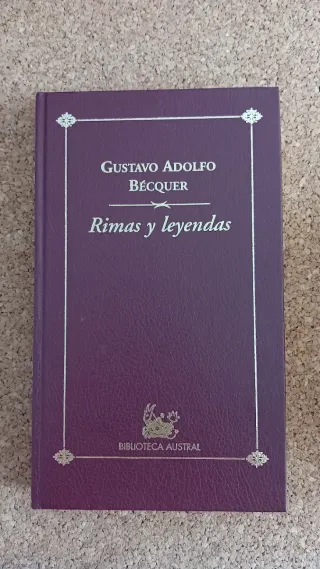 GUSTAVO ADOLFO
BÉCQUER
Rimas y leyendas
BIBLIOTECA AUSTRAL